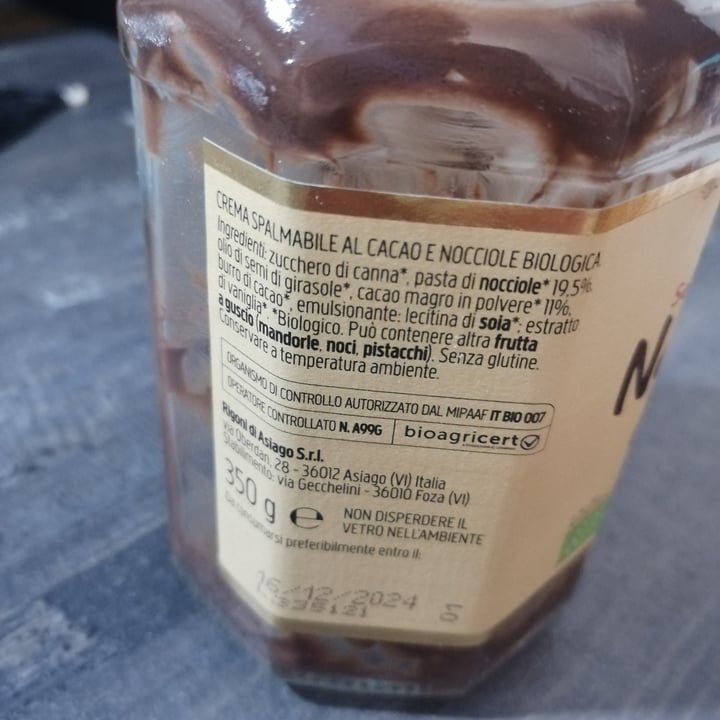 CREMA SPALMABILE AL CACAO E NOCCIOLE BIOLOGICA
Ingredienti: zucchero di canna*, pasta di nocciole* 19,5%,
olio di semi di girasole*, cacao magro in polvere* 11%,
burro di cacao*, emulsionante: lecitina di soia*; estratto
di vaniglia*. *Biologico. Può contenere altra frutta
a guscio (mandorle, noci, pistacchi). Senza glutine.
Conservare a temperatura ambiente.
ORGANISMO DI CONTROLLO AUTORIZZATO DAL MIPAAF IT BIO 007
OPERATORE CONTROLLATO N. A99G
bioagricert
Rigoni di Asiago S.r.l.
via Oberdan, 28 - 36012 Asiago (VI) Italia
Stabilimento: via Gecchelini - 36010 Foza (VI)
350 g e
NON DISPERDERE IL
VETRO NELL'AMBIENTE
Da consumarsi preferibilmente entro il:
16/12/2024
01